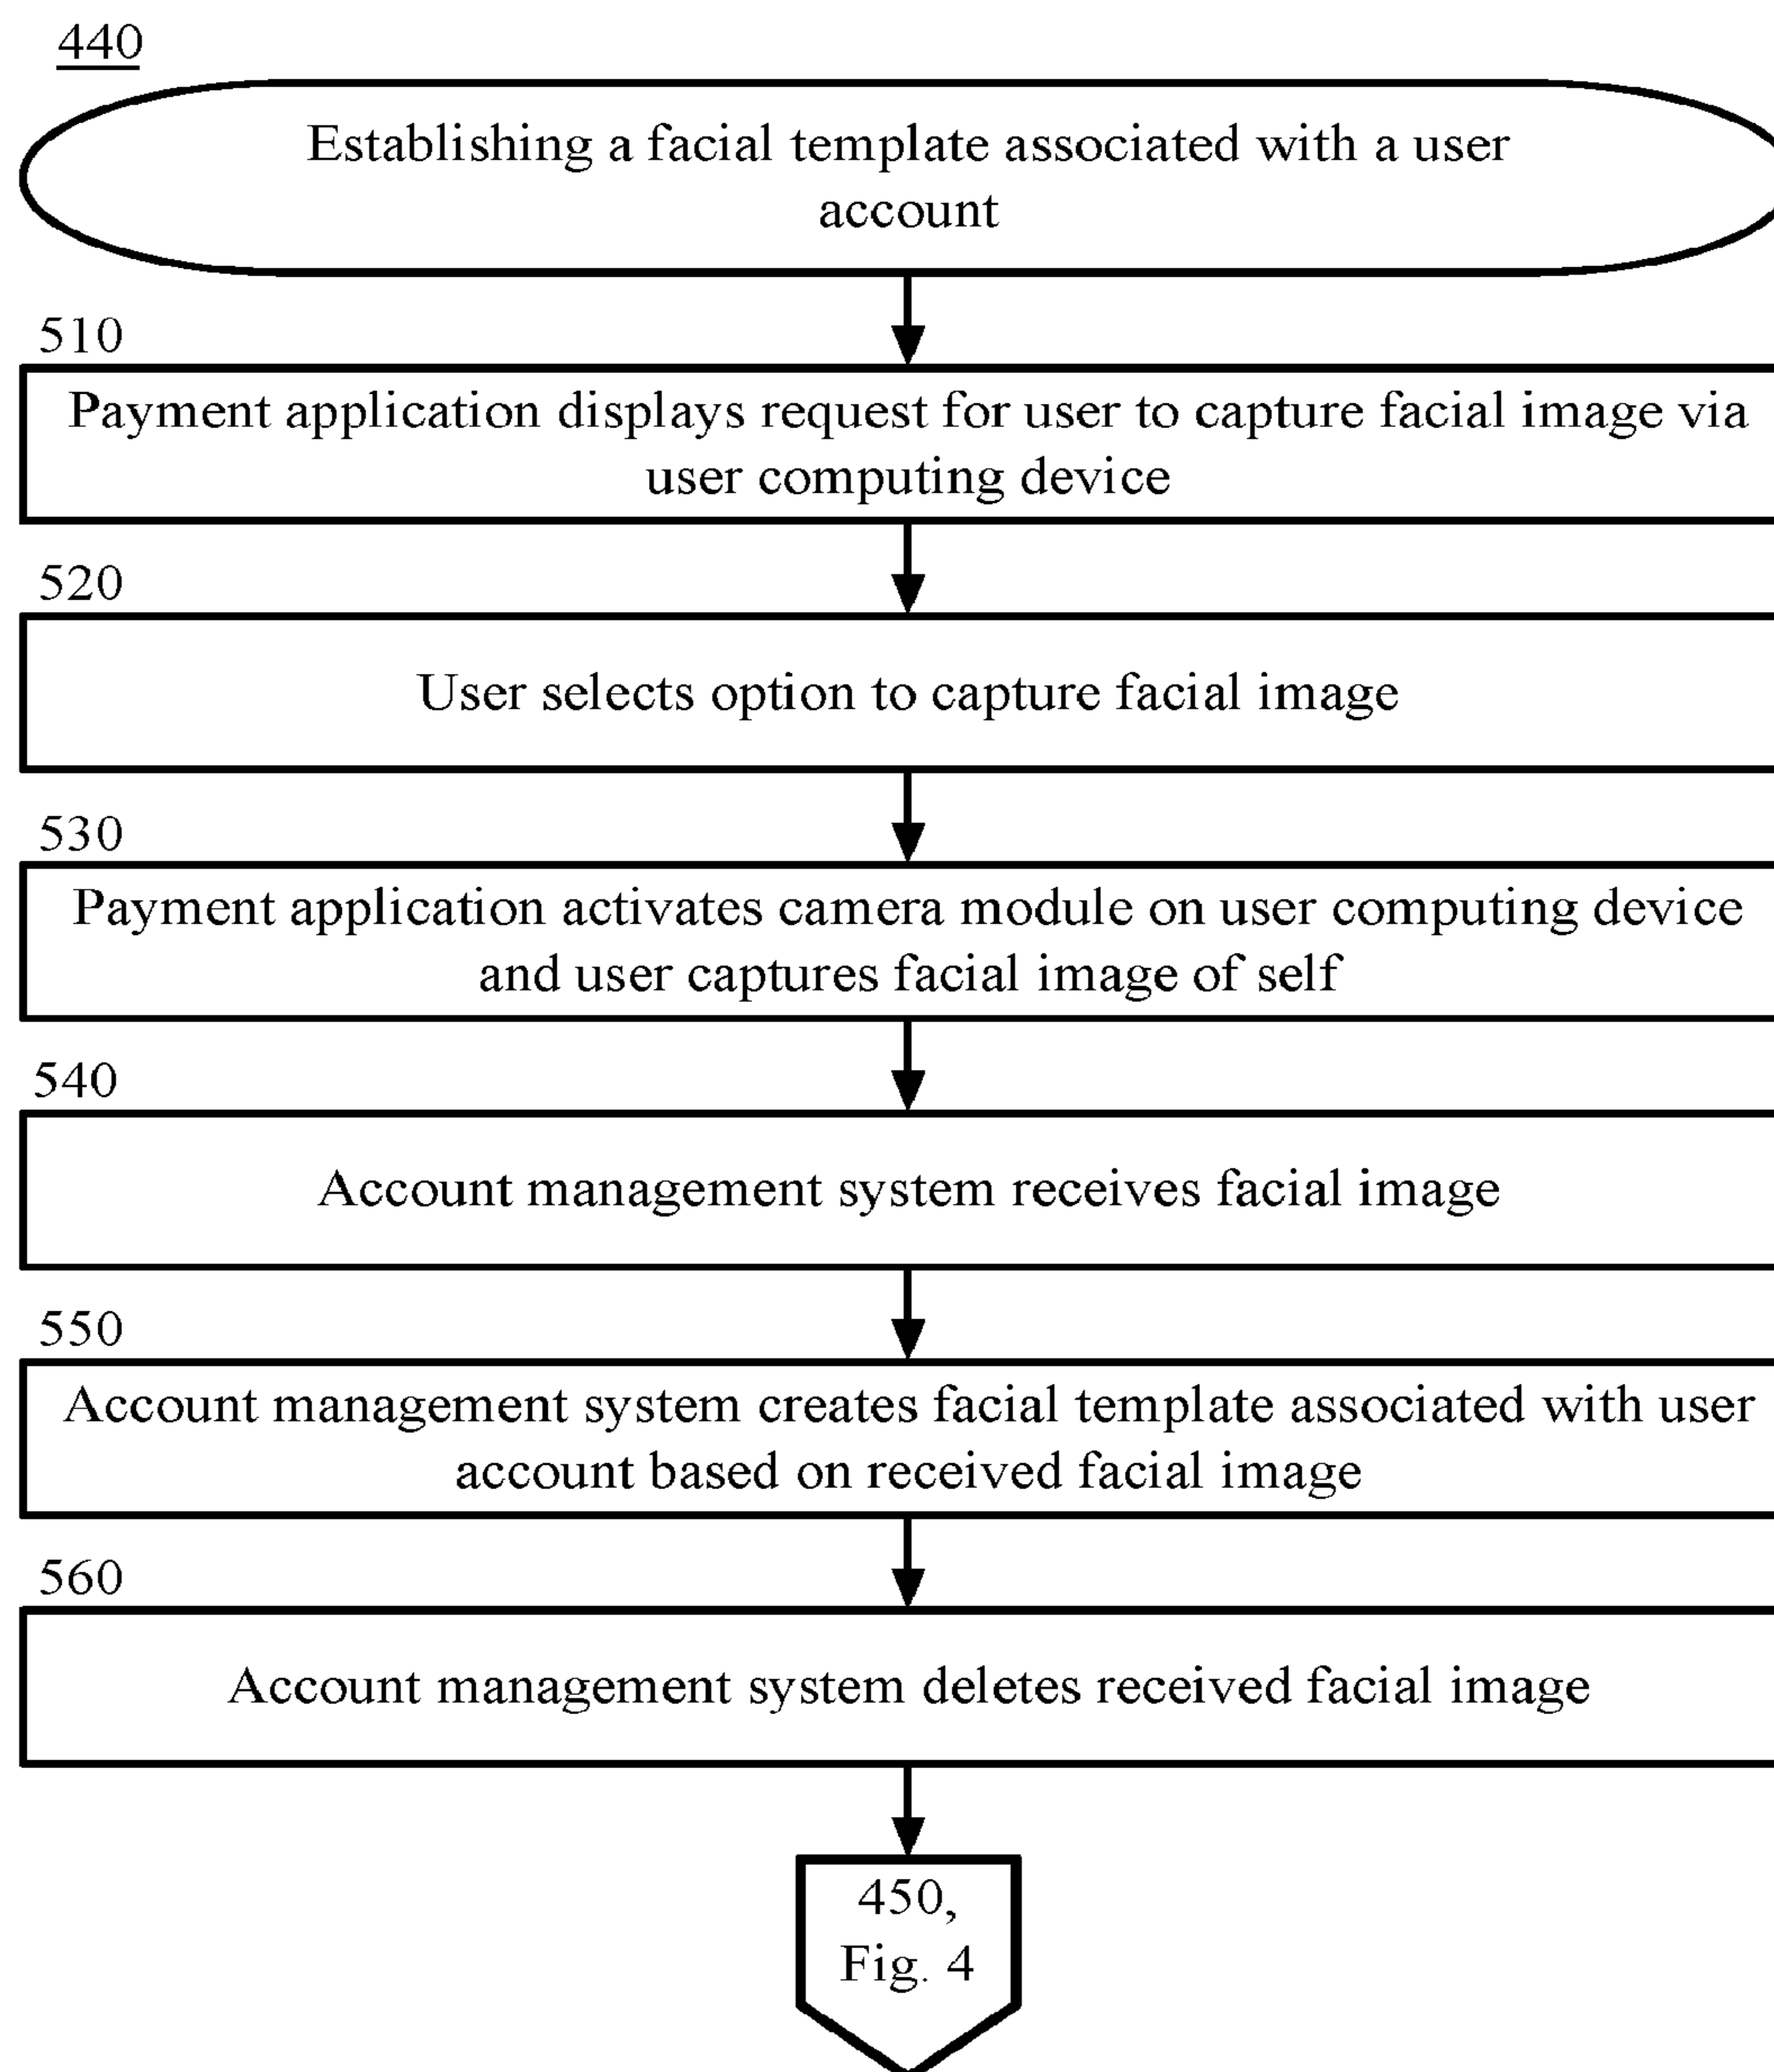 440
Establishing a facial template associated with a user
account
510
Payment application displays request for user to capture facial image via
user computing device
520
User selects option to capture facial image
530
Payment application activates camera module on user computing device
and user captures facial image of self
540
Account management system receives facial image
550
Account management system creates facial template associated with user
account based on received facial image
560
Account management system deletes received facial image
450,
Fig. 4